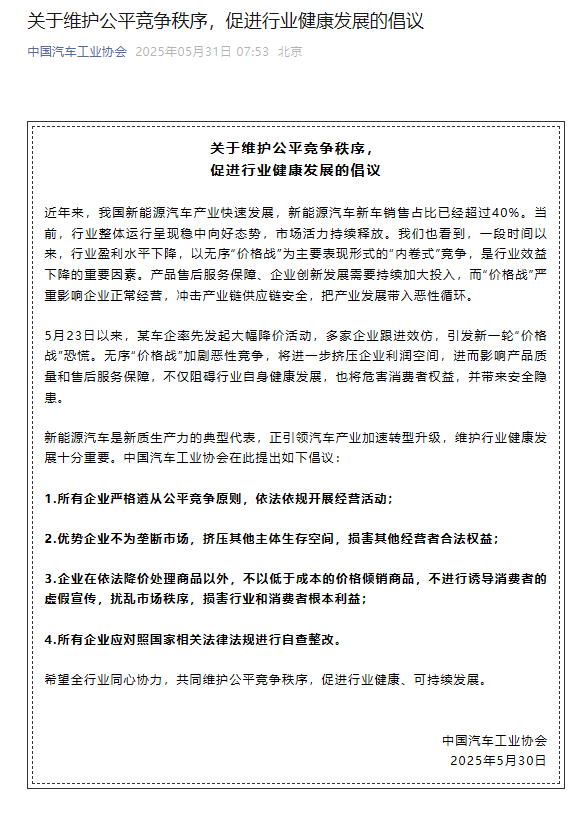 关于维护公平竞争秩序，促进行业健康发展的倡议
中国汽车工业协会 2025年05月31日 07:53 北京
关于维护公平竞争秩序，
促进行业健康发展的倡议
近年来，我国新能源汽车产业快速发展，新能源汽车新车销售占比已经超过40%。当
前，行业整体运行呈现稳中向好态势，市场活力持续释放。我们也看到，一段时间以
来，行业盈利水平下降，以无序“价格战”为主要表现形式的“内卷式”竞争，是行业效益
下降的重要因素。产品售后服务保障、企业创新发展需要持续加大投入，而“价格战”严
重影响企业正常经营，冲击产业链供应链安全，把产业发展带入恶性循环。
5月23日以来，某车企率先发起大幅降价活动，多家企业跟进效仿，引发新一轮“价格
战”恐慌。无序“价格战”加剧恶性竞争，将进一步挤压企业利润空间，进而影响产品质
量和售后服务保障，不仅阻碍行业自身健康发展，也将危害消费者权益，并带来安全隐
患。
新能源汽车是新质生产力的典型代表，正引领汽车产业加速转型升级，维护行业健康发
展十分重要。中国汽车工业协会在此提出如下倡议：
1.所有企业严格遵从公平竞争原则，依法依规开展经营活动；
2.优势企业不为垄断市场，挤压其他主体生存空间，损害其他经营者合法权益；
3.企业在依法降价处理商品以外，不以低于成本的价格倾销商品，不进行诱导消费者的
虚假宣传，扰乱市场秩序，损害行业和消费者根本利益；
4.所有企业应对照国家相关法律法规进行自查整改。
希望全行业同心协力，共同维护公平竞争秩序，促进行业健康、可持续发展。
中国汽车工业协会
2025年5月30日